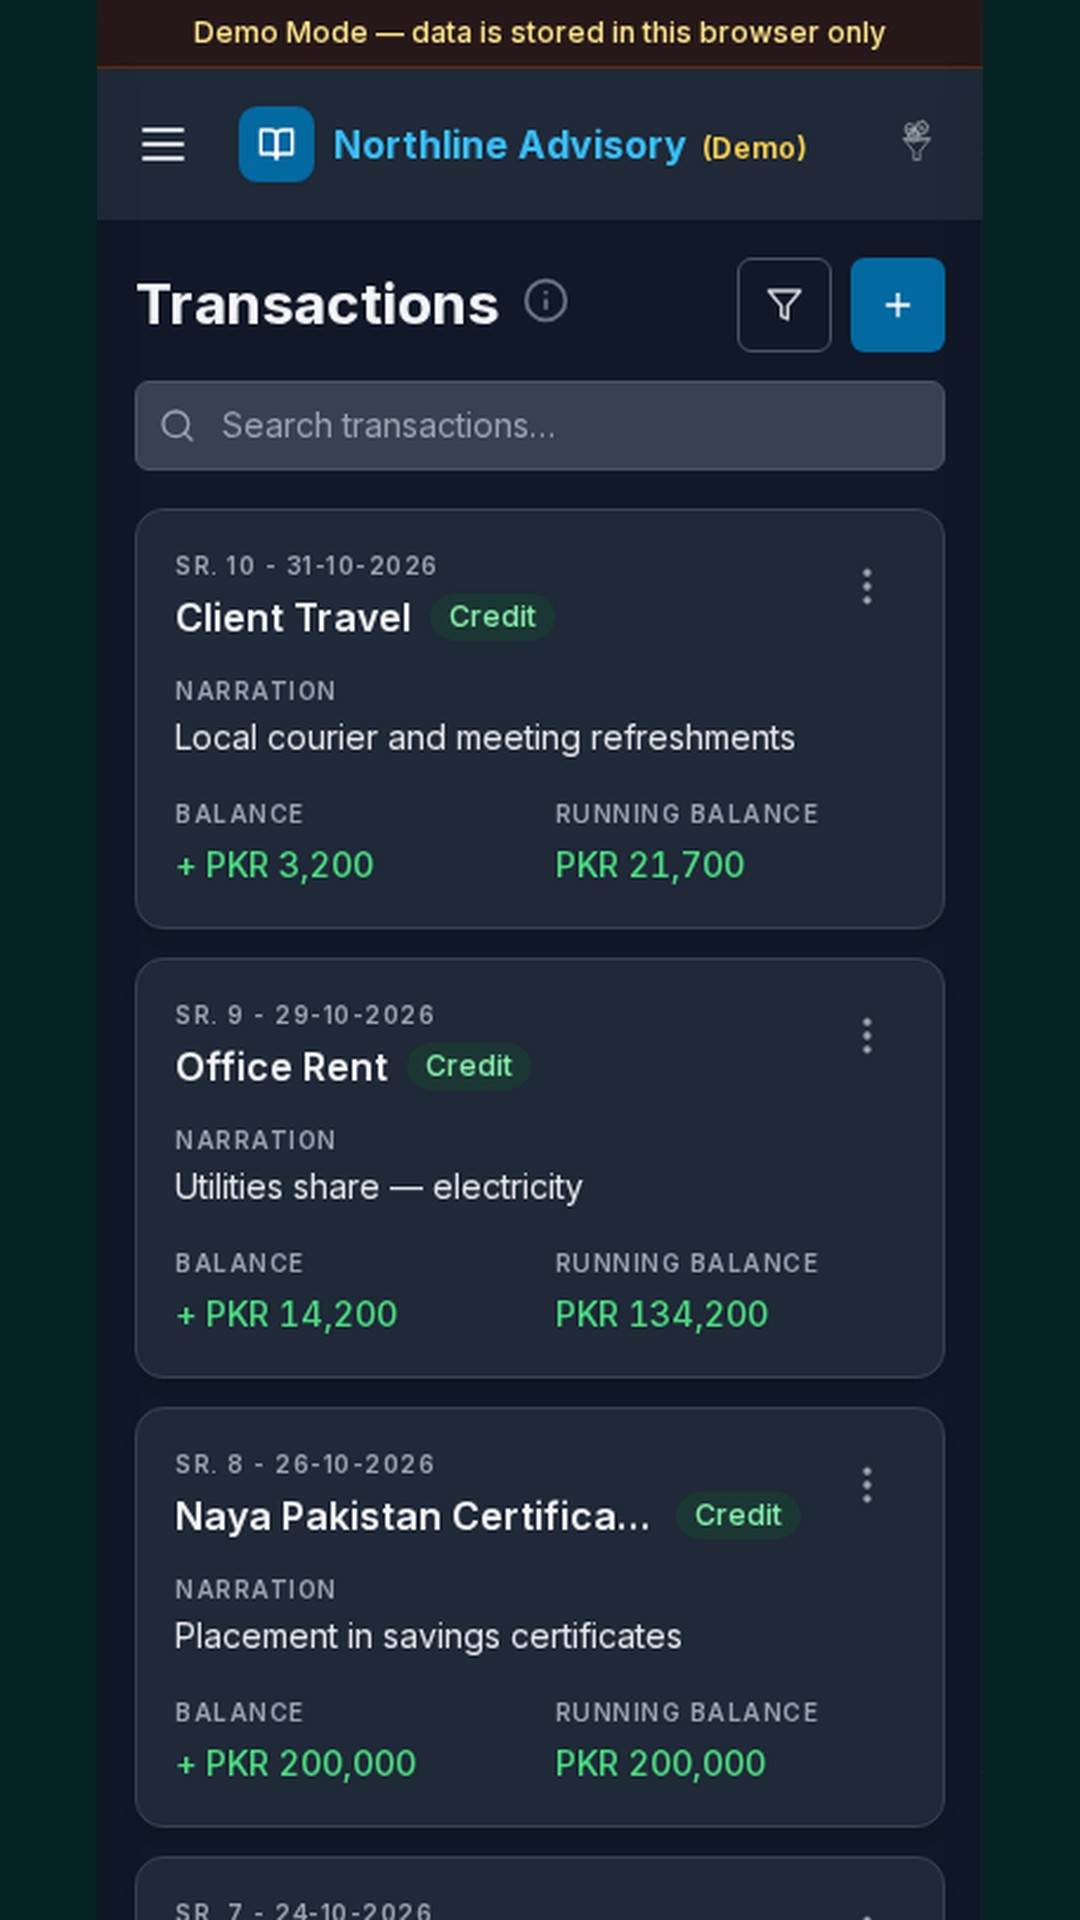 Demo Mode — data is stored in this browser only
Northline Advisory (Demo)
Transactions
Search transactions...
SR. 10 - 31-10-2026
Client Travel Credit
NARRATION
Local courier and meeting refreshments
BALANCE RUNNING BALANCE
+ PKR 3,200 PKR 21,700
SR. 9 - 29-10-2026
Office Rent Credit
NARRATION
Utilities share — electricity
BALANCE RUNNING BALANCE
+ PKR 14,200 PKR 134,200
SR. 8 - 26-10-2026
Naya Pakistan Certifica... Credit
NARRATION
Placement in savings certificates
BALANCE RUNNING BALANCE
+ PKR 200,000 PKR 200,000
SR. 7 - 24-10-2026